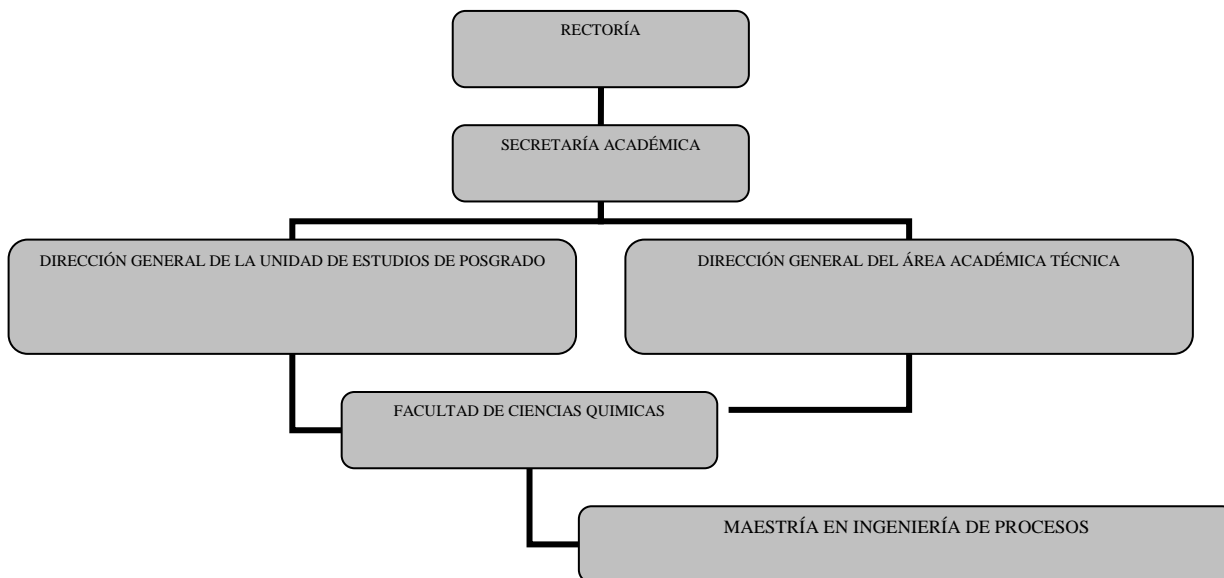 RECTORÍA
SECRETARÍA ACADÉMICA
DIRECCIÓN GENERAL DE LA UNIDAD DE ESTUDIOS DE POSGRADO
DIRECCIÓN GENERAL DEL ÁREA ACADÉMICA TÉCNICA
FACULTAD DE CIENCIAS QUIMICAS
MAESTRÍA EN INGENIERÍA DE PROCESOS